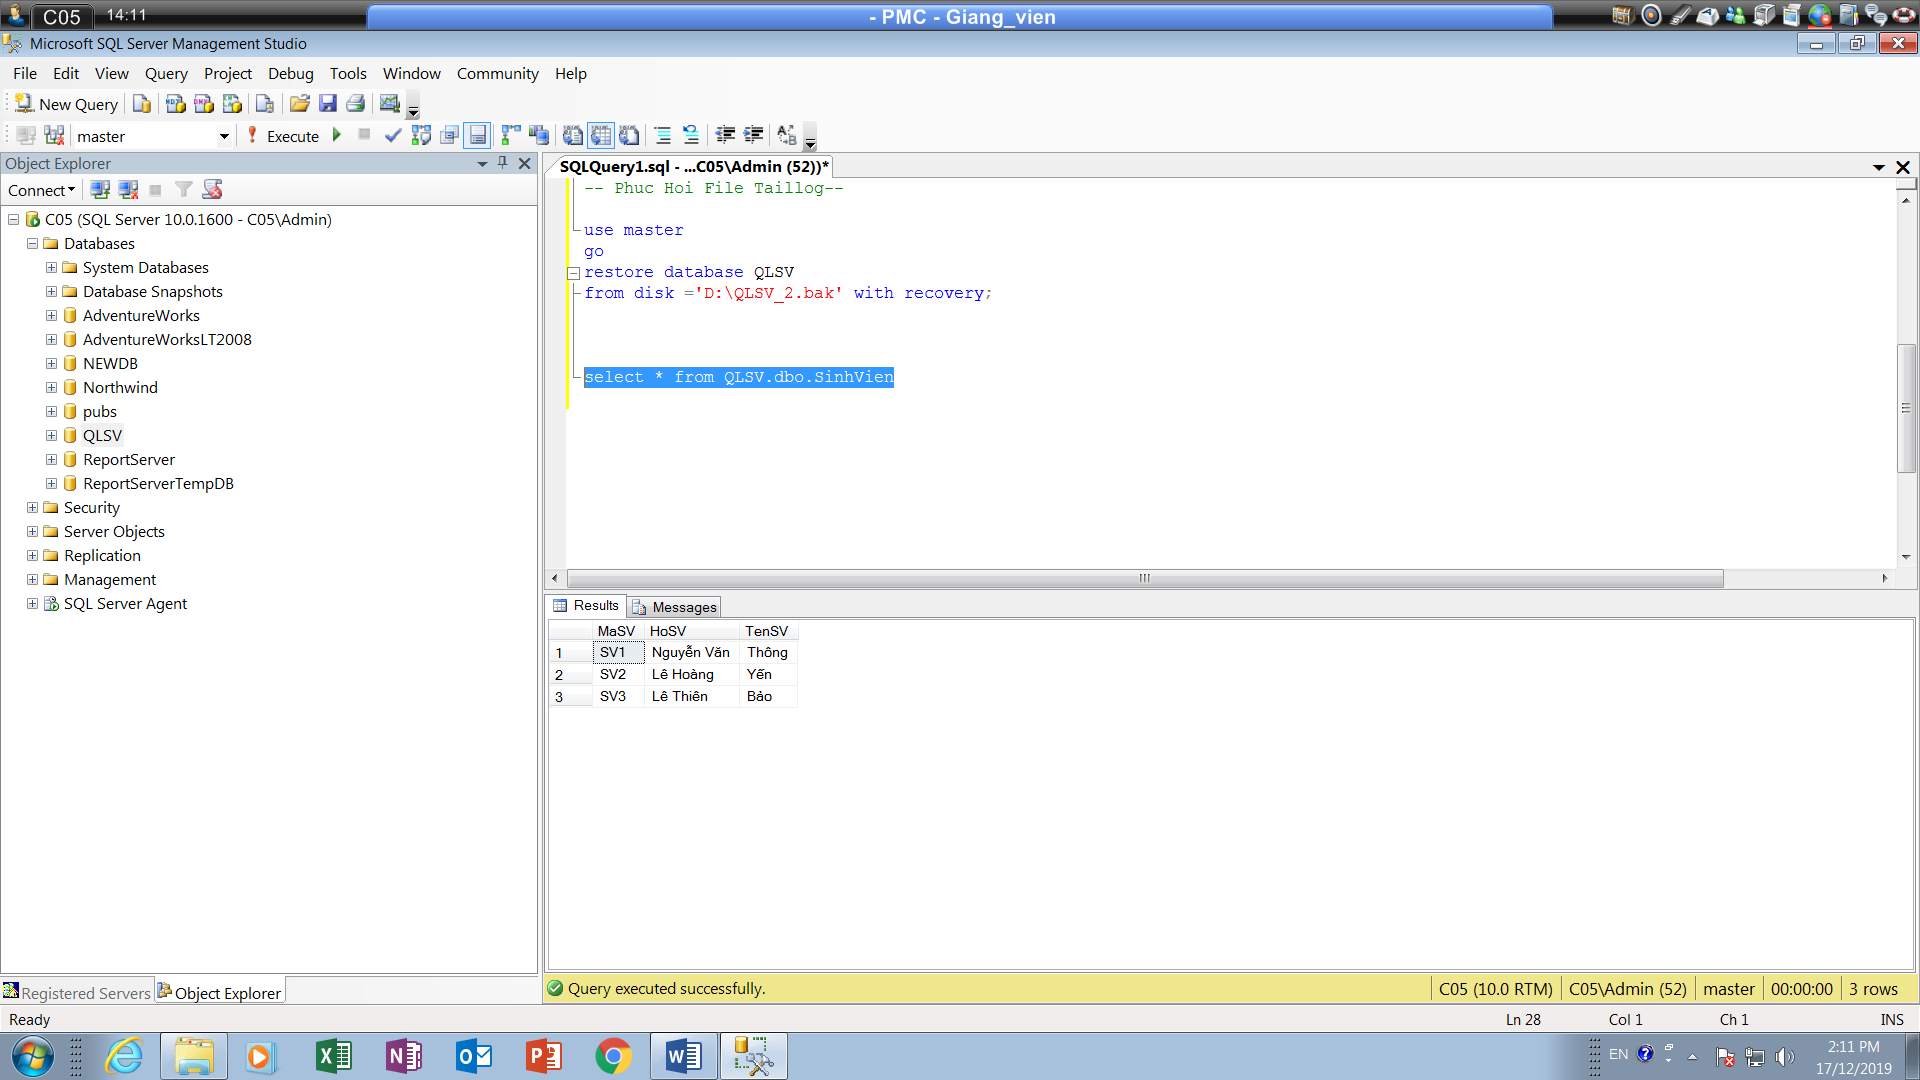 C05
14:11
- PMC - Giang_vien
Microsoft SQL Server Management Studio
File Edit View Query Project Debug Tools Window Community Help
New Query
master
Execute
Object Explorer
Connect
C05 (SQL Server 10.0.1600 - C05\Admin)
Databases
System Databases
Database Snapshots
AdventureWorks
AdventureWorksLT2008
NEWDB
Northwind
pubs
QLSV
ReportServer
ReportServerTempDB
Security
Server Objects
Replication
Management
SQL Server Agent
Registered Servers
Object Explorer
SQLQuery1.sql - ...C05\Admin (52))*
-- Phuc Hoi File Taillog--
use master
go
restore database QLSV
from disk ='D:\QLSV_2.bak' with recovery;
select * from QLSV.dbo.SinhVien
Results
Messages
MaSV HoSV TenSV
1 SV1 Nguyễn Văn Thông
2 SV2 Lê Hoàng Yến
3 SV3 Lê Thiên Bảo
Query executed successfully.
C05 (10.0 RTM)
C05\Admin (52)
master
00:00:00
3 rows
Ready
Ln 28
Col 1
Ch 1
INS
EN
2:11 PM
17/12/2019